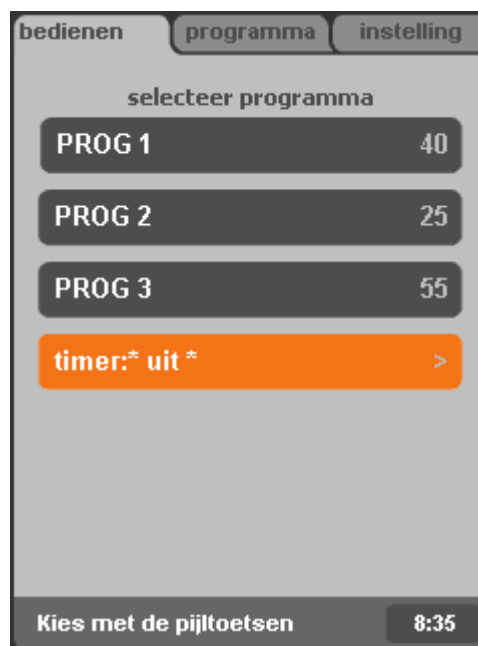 bedienen programma instelling
selecteer programma
PROG 1 40
PROG 2 25
PROG 3 55
timer:* uit * >
Kies met de pijltoetsen 8:35